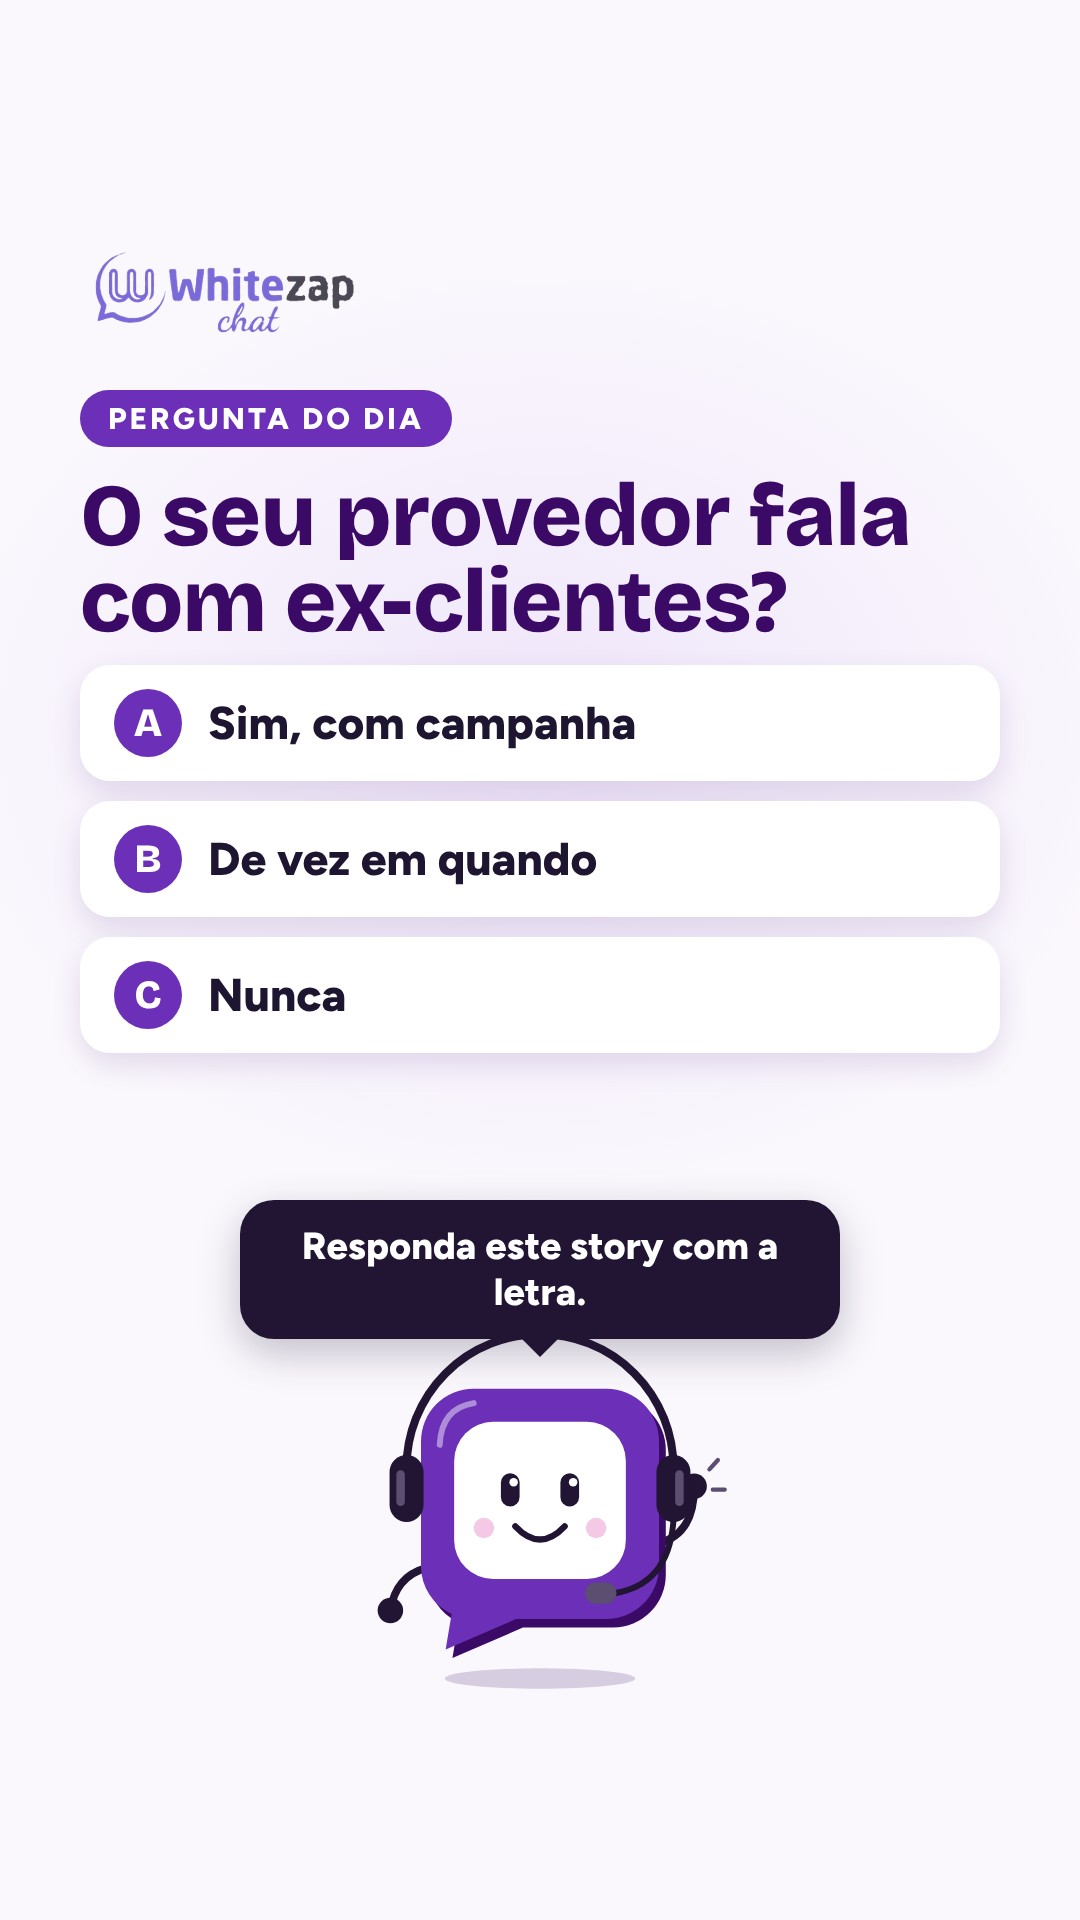 Whitezap
chat
PERGUNTA DO DIA
O seu provedor fala
com ex-clientes?
A Sim, com campanha
B De vez em quando
C Nunca
Responda este story com a
letra.